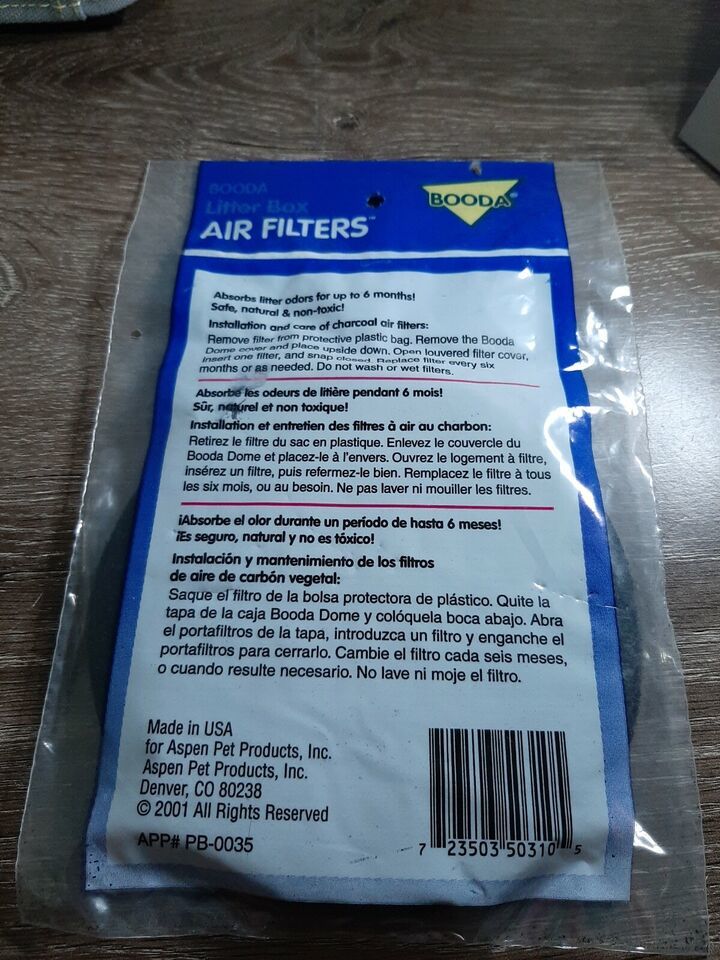 BOODA
Litter Box
AIR FILTERS™
BOODA®
Absorbs litter odors for up to 6 months!
Safe, natural & non-toxic!
Installation and care of charcoal air filters:
Remove filter from protective plastic bag. Remove the Booda
Dome cover and place upside down. Open louvered filter cover,
insert one filter, and snap closed. Replace filter every six
months or as needed. Do not wash or wet filters.
Absorbe les odeurs de litière pendant 6 mois!
Sûr, naturel et non toxique!
Installation et entretien des filtres à air au charbon:
Retirez le filtre du sac en plastique. Enlevez le couvercle du
Booda Dome et placez-le à l'envers. Ouvrez le logement à filtre,
insérez un filtre, puis refermez-le bien. Remplacez le filtre à tous
les six mois, ou au besoin. Ne pas laver ni mouiller les filtres.
¡Absorbe el olor durante un período de hasta 6 meses!
¡Es seguro, natural y no es tóxico!
Instalación y mantenimiento de los filtros
de aire de carbón vegetal:
Saque el filtro de la bolsa protectora de plástico. Quite la
tapa de la caja Booda Dome y colóquela boca abajo. Abra
el portafiltros de la tapa, introduzca un filtro y enganche el
portafiltros para cerrarlo. Cambie el filtro cada seis meses,
o cuando resulte necesario. No lave ni moje el filtro.
Made in USA
for Aspen Pet Products, Inc.
Aspen Pet Products, Inc.
Denver, CO 80238
© 2001 All Rights Reserved
APP# PB-0035
7 23503 50310 5